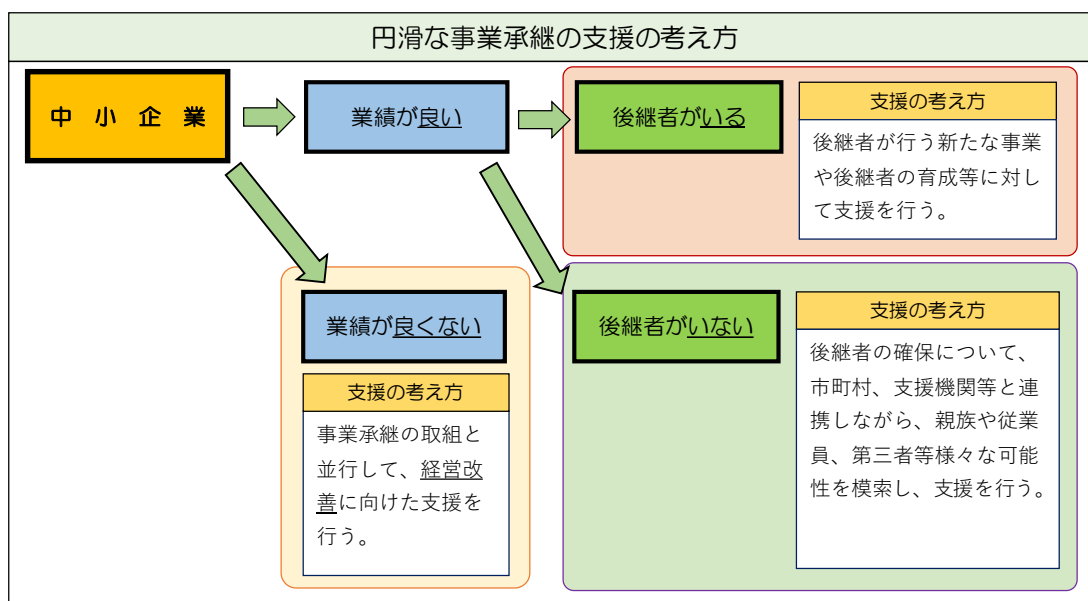 円滑な事業承継の支援の考え方
中小企業
業績が良い
後継者がいる
支援の考え方
後継者が行う新たな事業
や後継者の育成等に対し
て支援を行う。
業績が良くない
支援の考え方
事業承継の取組と
並行して、経営改
善に向けた支援を
行う。
後継者がいない
支援の考え方
後継者の確保について、
市町村、支援機関等と連
携しながら、親族や従業
員、第三者等様々な可能
性を模索し、支援を行う。